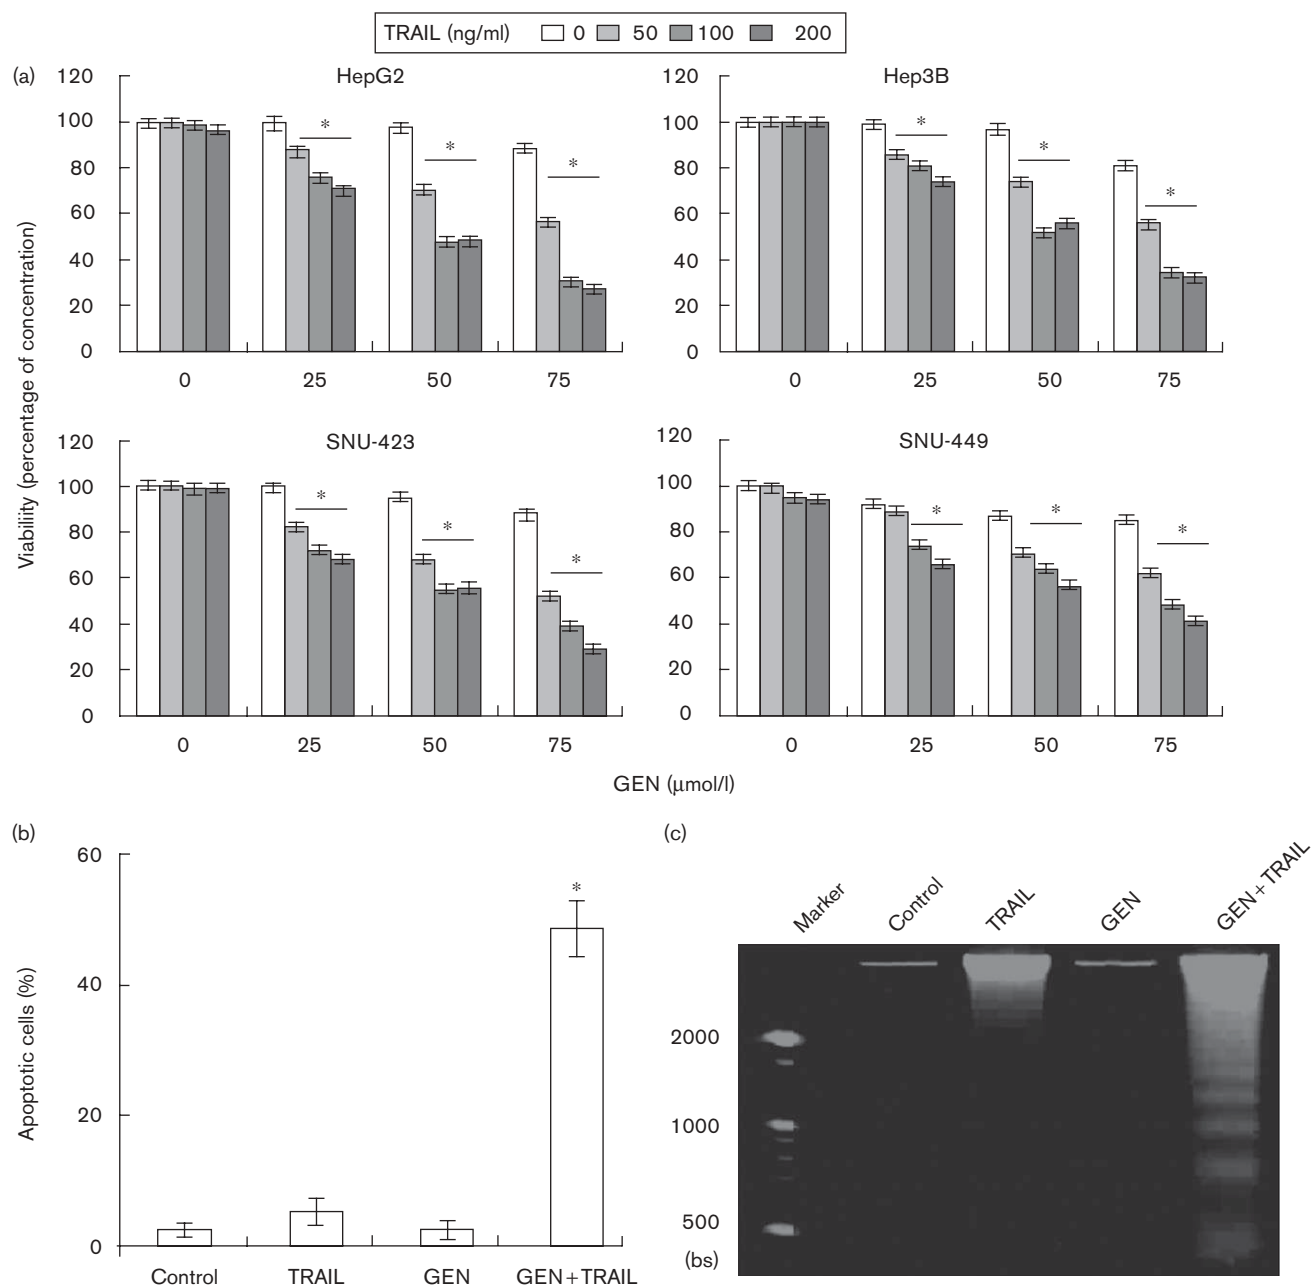 TRAIL (ng/ml) 0 50 100 200
(a)
HepG2
Hep3B
120
100
80
60
40
20
0
* * *
0 25 50 75
120
100
80
60
40
20
0
* * *
0 25 50 75
Viability (percentage of concentration)
SNU-423
SNU-449
120
100
80
60
40
20
0
* * *
0 25 50 75
120
100
80
60
40
20
0
* * *
0 25 50 75
GEN (μmol/l)
(b)
Apoptotic cells (%)
60
40
20
0
*
Control TRAIL GEN GEN+TRAIL
(c)
Marker Control TRAIL GEN GEN+TRAIL
2000
1000
500
(bs)